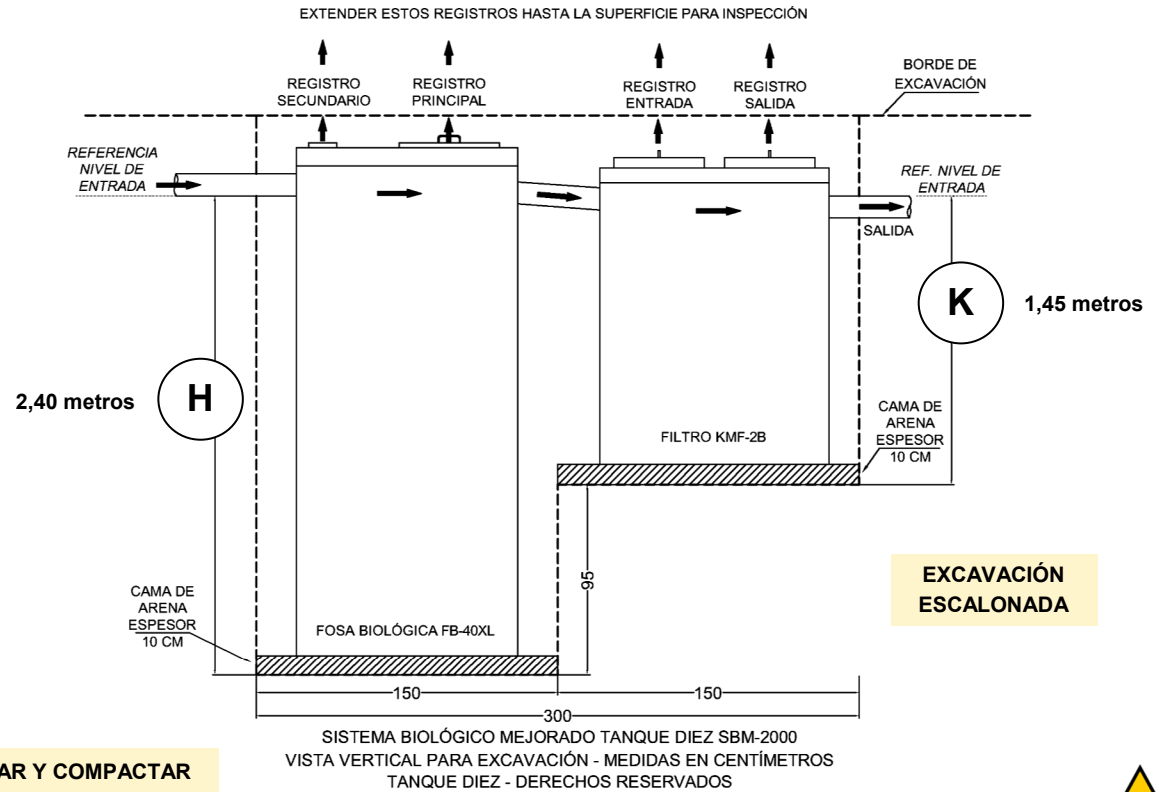 EXTENDER ESTOS REGISTROS HASTA LA SUPERFICIE PARA INSPECCIÓN
REGISTRO
SECUNDARIO
REGISTRO
PRINCIPAL
REGISTRO
ENTRADA
REGISTRO
SALIDA
BORDE DE
EXCAVACIÓN
REFERENCIA
NIVEL DE
ENTRADA
REF. NIVEL DE
ENTRADA
SALIDA
K
1,45 metros
2,40 metros
H
CAMA DE
ARENA
ESPESOR
10 CM
FILTRO KMF-2B
95
EXCAVACIÓN
ESCALONADA
CAMA DE
ARENA
ESPESOR
10 CM
FOSA BIOLÓGICA FB-40XL
150
150
300
SISTEMA BIOLÓGICO MEJORADO TANQUE DIEZ SBM-2000
VISTA VERTICAL PARA EXCAVACIÓN - MEDIDAS EN CENTÍMETROS
TANQUE DIEZ - DERECHOS RESERVADOS
AR Y COMPACTAR